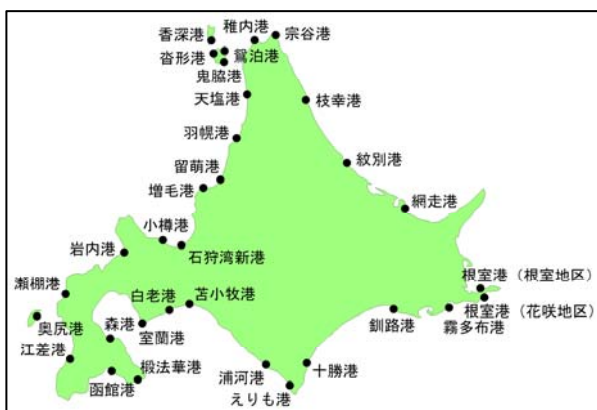 稚内港
宗谷港
香深港
沓形港
鴛泊港
鬼脇港
天塩港
枝幸港
羽幌港
紋別港
留萌港
増毛港
網走港
小樽港
石狩湾新港
岩内港
瀬棚港
根室港（根室地区）
根室港（花咲地区）
白老港
苫小牧港
釧路港
霧多布港
奥尻港
森港
室蘭港
江差港
椴法華港
函館港
浦河港
十勝港
えりも港